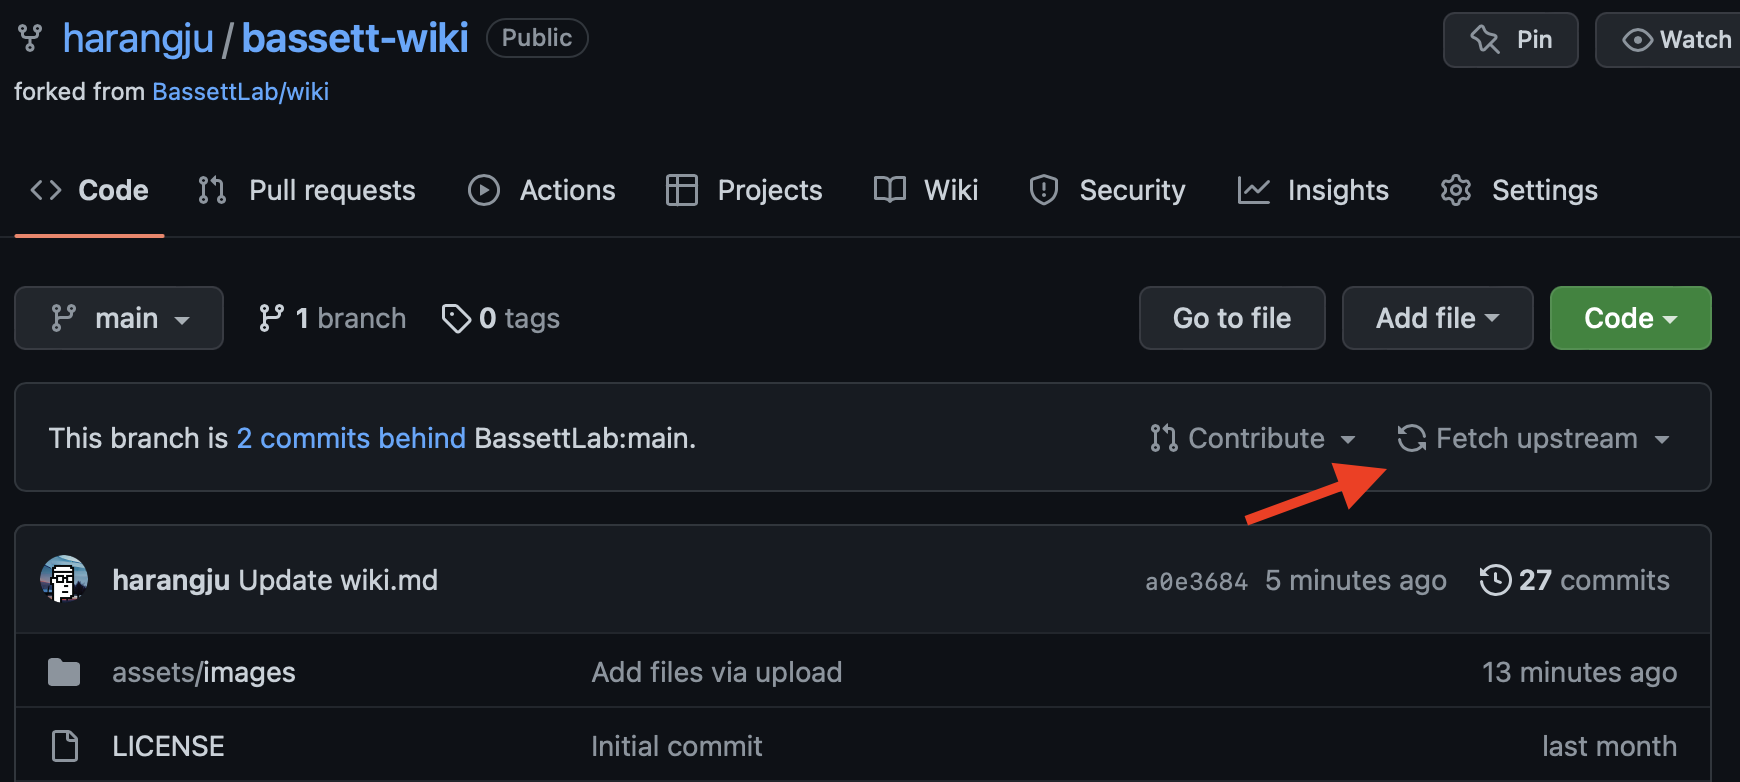 harangju / bassett-wiki Public Pin Watch
forked from BassettLab/wiki
Code Pull requests Actions Projects Wiki Security Insights Settings
main 1 branch 0 tags Go to file Add file Code
This branch is 2 commits behind BassettLab:main. Contribute Fetch upstream
harangju Update wiki.md a0e3684 5 minutes ago 27 commits
assets/images Add files via upload 13 minutes ago
LICENSE Initial commit last month